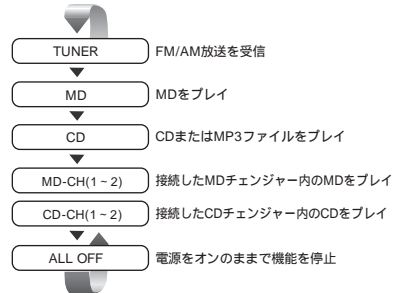 TUNER FM/AM放送を受信
MD MDをプレイ
CD CDまたはMP3ファイルをプレイ
MD-CH(1~2) 接続したMDチェンジャー内のMDをプレイ
CD-CH(1~2) 接続したCDチェンジャー内のCDをプレイ
ALL OFF 電源をオンのままで機能を停止